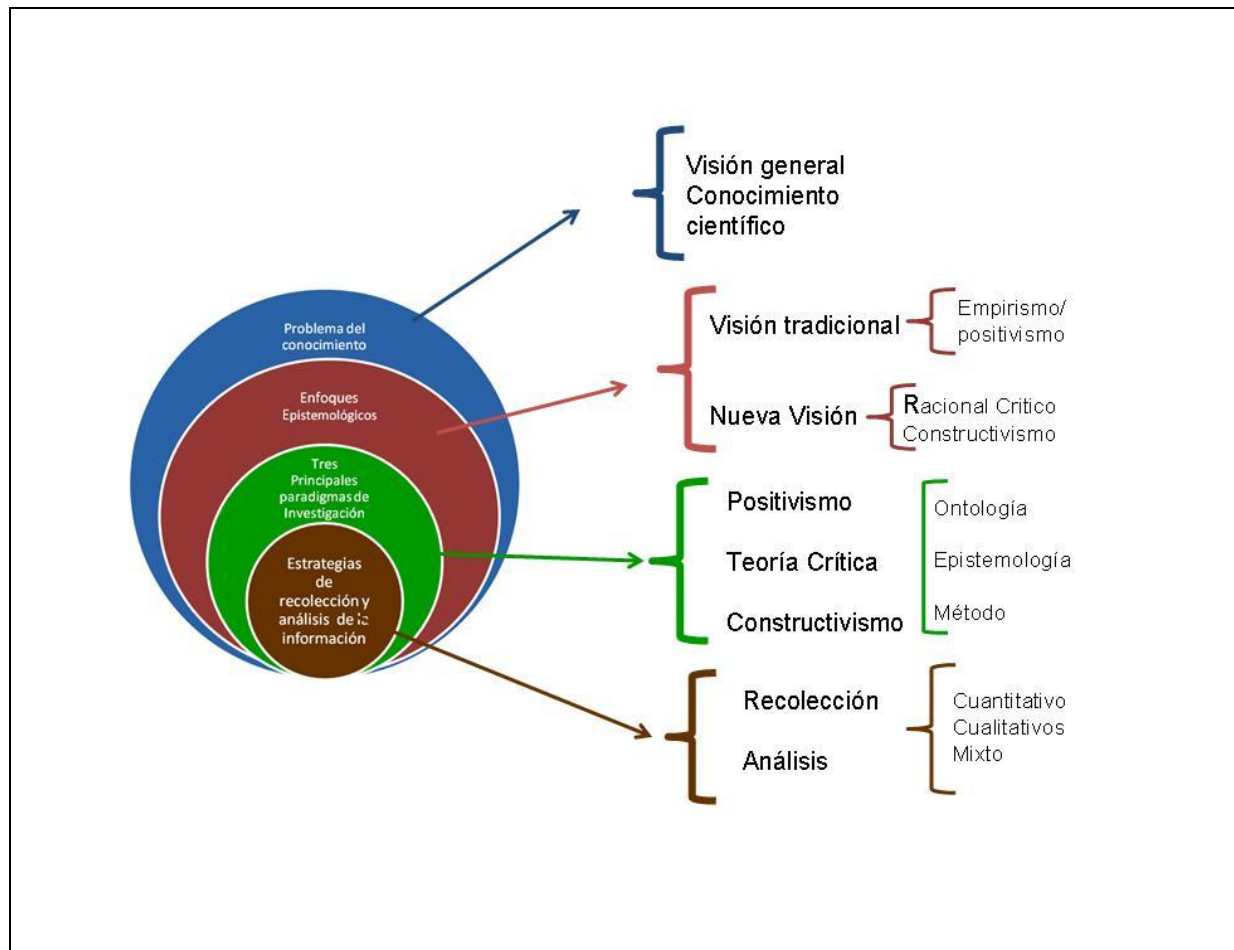 Problema del
conocimiento
Enfoques
Epistemológicos
Tres
Principales
paradigmas de
Investigación
Estrategias
de
recolección y
análisis de la
información
Visión general
Conocimiento
científico
Visión tradicional
Empirismo/
positivismo
Nueva Visión
Racional Critico
Constructivismo
Positivismo
Teoría Crítica
Constructivismo
Ontología
Epistemología
Método
Recolección
Análisis
Cuantitativo
Cualitativos
Mixto